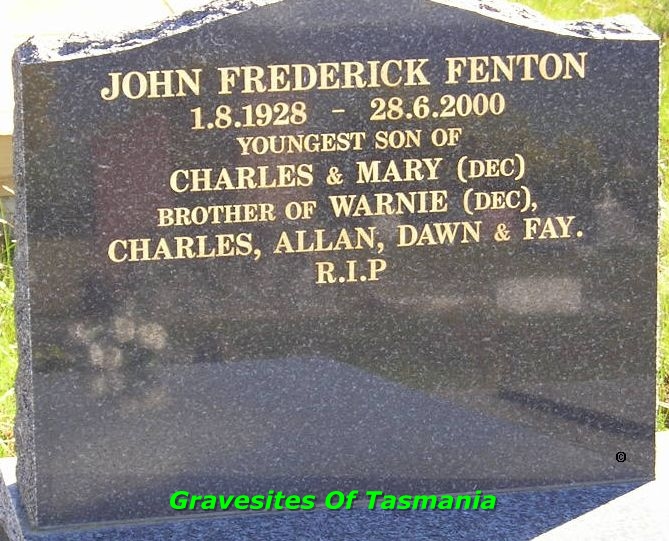 JOHN FREDERICK FENTON
1.8.1928 - 28.6.2000
YOUNGEST SON OF
CHARLES & MARY (DEC)
BROTHER OF WARNIE (DEC),
CHARLES, ALLAN, DAWN & FAY.
R.I.P
©
Gravesites Of Tasmania